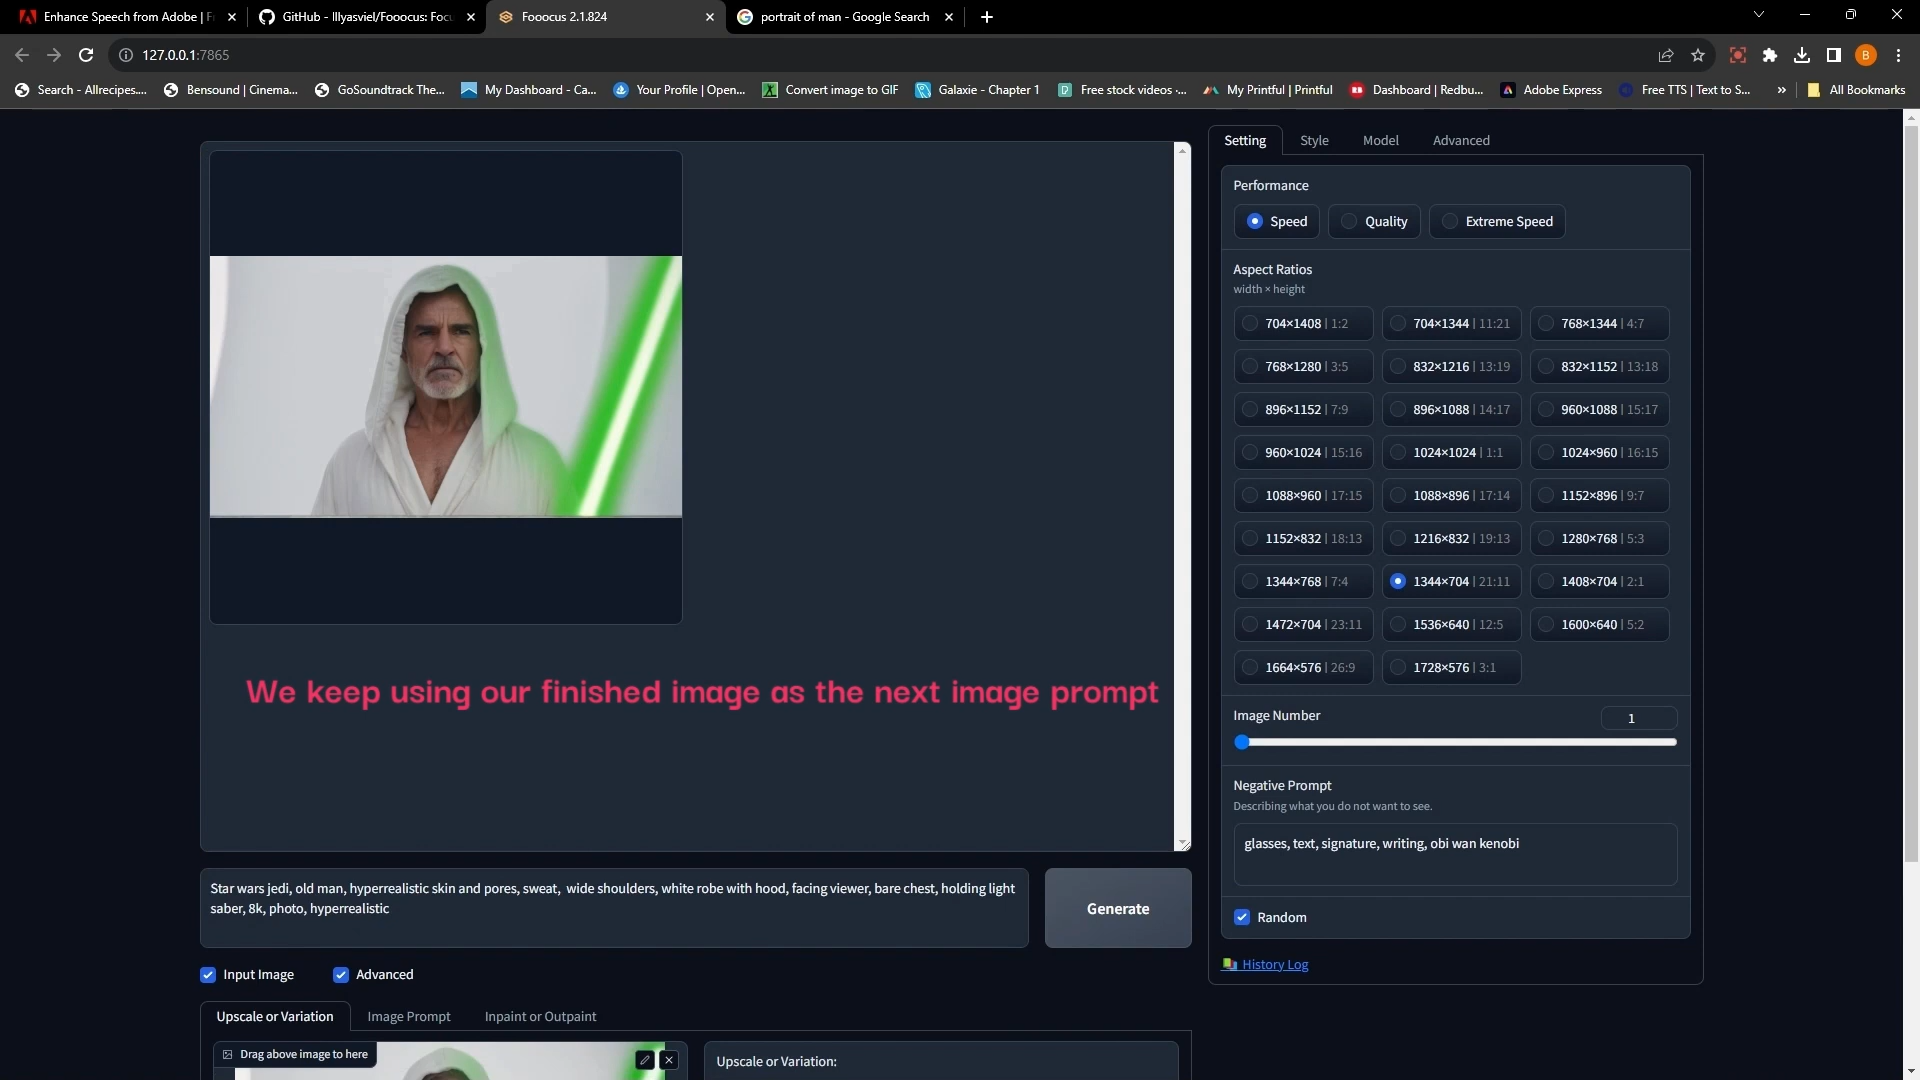 Enhance Speech from Adobe | F
GitHub - lllyasviel/Fooocus: Focu
Fooocus 2.1.824
portrait of man - Google Search
127.0.0.1:7865
B
Search - Allrecipes....
Bensound | Cinema...
GoSoundtrack The...
My Dashboard - Ca...
Your Profile | Open...
Convert image to GIF
Galaxie - Chapter 1
Free stock videos -...
My Printful | Printful
Dashboard | Redbu...
Adobe Express
Free TTS | Text to S...
»
All Bookmarks
Setting
Style
Model
Advanced
Performance
Speed
Quality
Extreme Speed
Aspect Ratios
width × height
704×1408 | 1:2
704×1344 | 11:21
768×1344 | 4:7
768×1280 | 3:5
832×1216 | 13:19
832×1152 | 13:18
896×1152 | 7:9
896×1088 | 14:17
960×1088 | 15:17
960×1024 | 15:16
1024×1024 | 1:1
1024×960 | 16:15
1088×960 | 17:15
1088×896 | 17:14
1152×896 | 9:7
1152×832 | 18:13
1216×832 | 19:13
1280×768 | 5:3
1344×768 | 7:4
1344×704 | 21:11
1408×704 | 2:1
1472×704 | 23:11
1536×640 | 12:5
1600×640 | 5:2
1664×576 | 26:9
1728×576 | 3:1
We keep using our finished image as the next image prompt
Image Number
1
Negative Prompt
Describing what you do not want to see.
glasses, text, signature, writing, obi wan kenobi
Random
History Log
Star wars jedi, old man, hyperrealistic skin and pores, sweat, wide shoulders, white robe with hood, facing viewer, bare chest, holding light
saber, 8k, photo, hyperrealistic
Generate
Input Image
Advanced
Upscale or Variation
Image Prompt
Inpaint or Outpaint
Drag above image to here
Upscale or Variation: